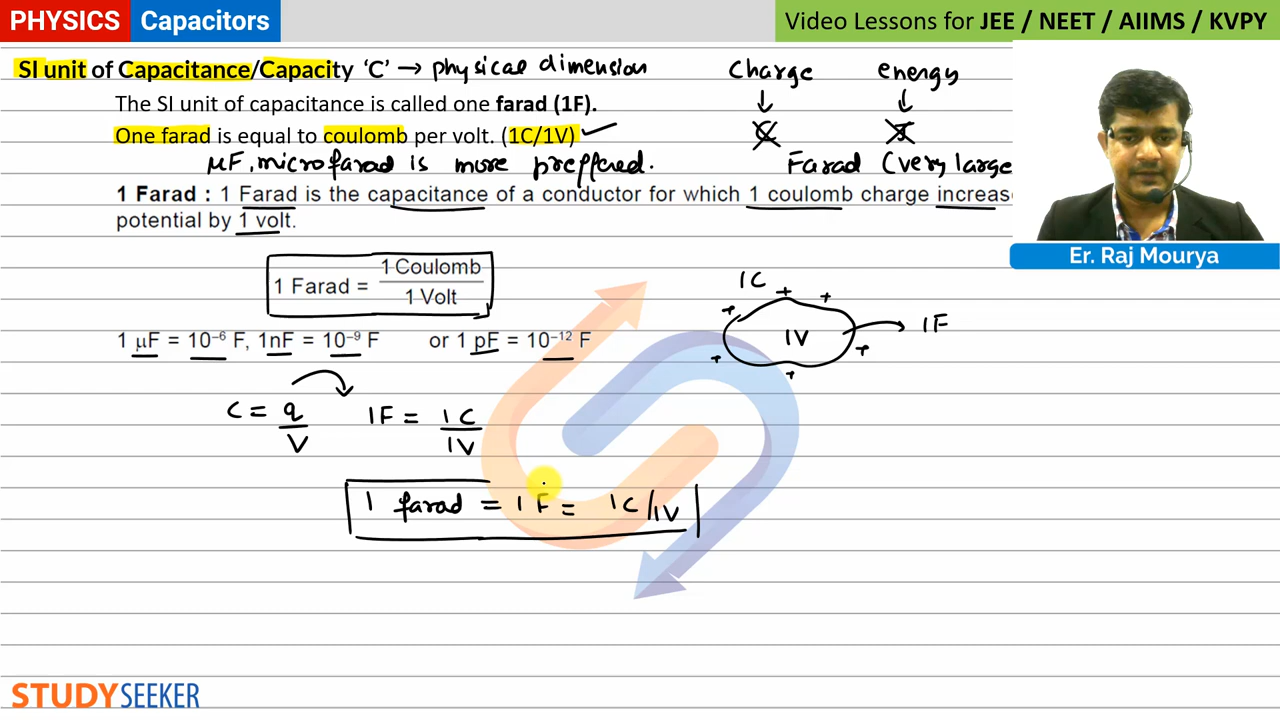 PHYSICS Capacitors Video Lessons for JEE / NEET / AIIMS / KVPY
SI unit of Capacitance/Capacity ‘C’ → physical dimension
charge energy
The SI unit of capacitance is called one farad (1F).
One farad is equal to coulomb per volt. (1C/1V) ✓
C J
μF, microfarad is more preffered. Farad (very large
1 Farad : 1 Farad is the capacitance of a conductor for which 1 coulomb charge increas
potential by 1 volt.
Er. Raj Mourya
1 Farad = 1 Coulomb / 1 Volt
1C + + + + + +
1V → 1F
1 μF = 10⁻⁶ F, 1nF = 10⁻⁹ F or 1 pF = 10⁻¹² F
C = q/V 1F = 1C/1V
1 farad = 1 F = 1C/1V
STUDYSEEKER